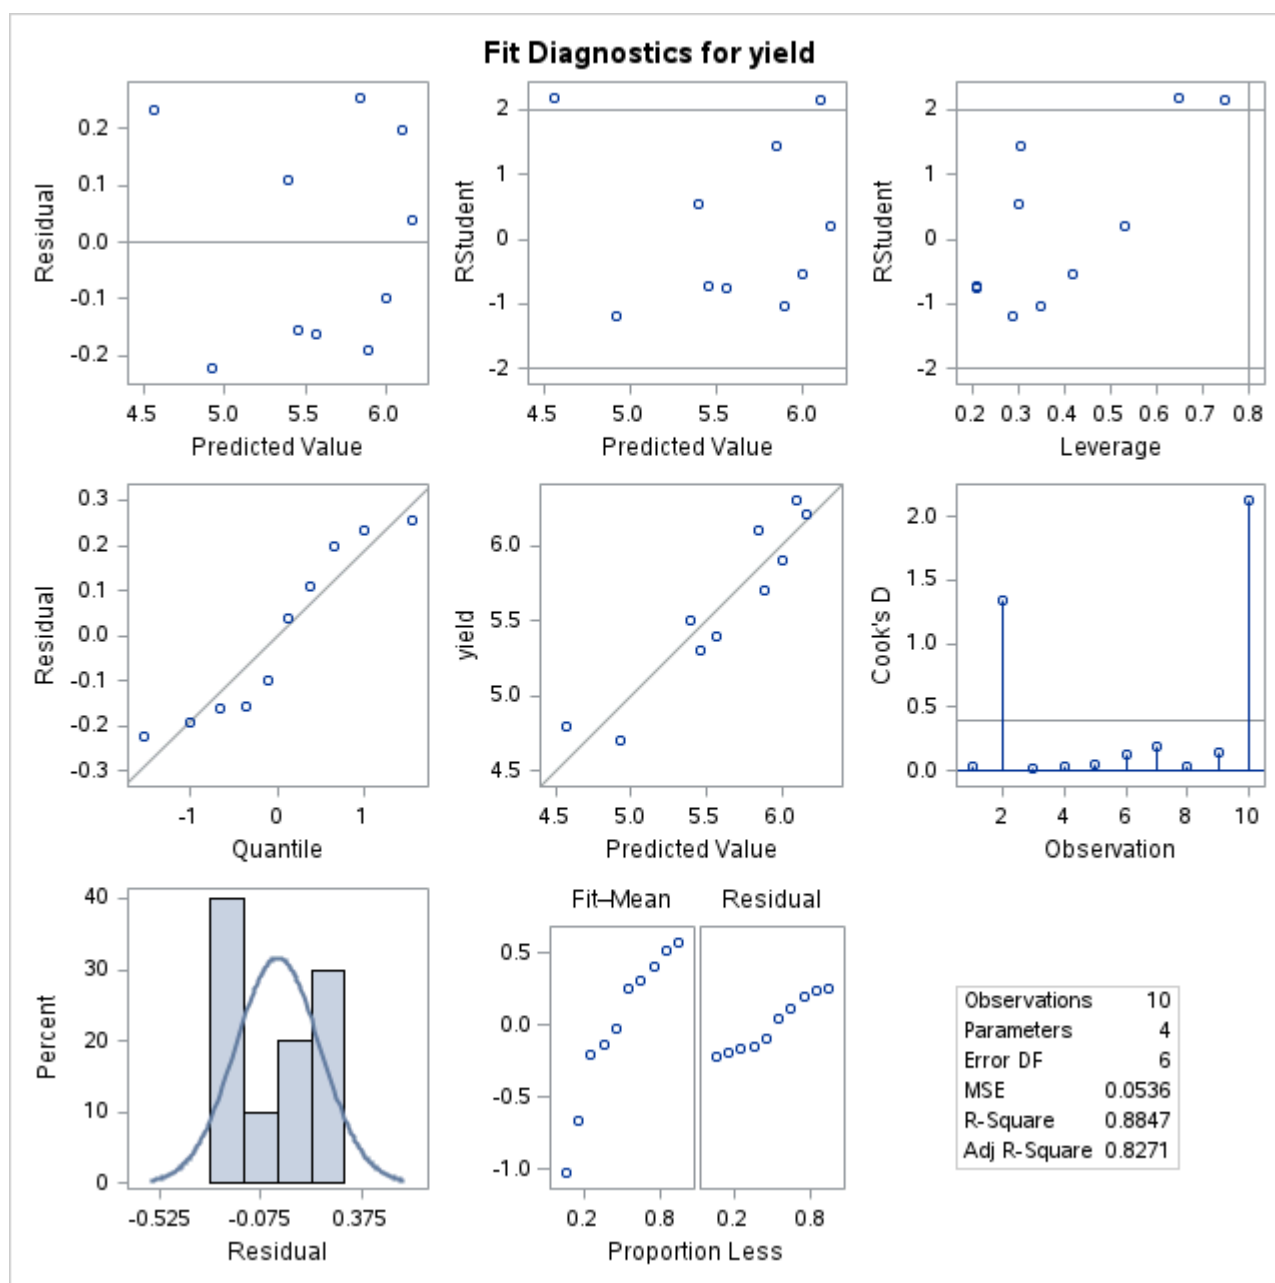 Fit Diagnostics for yield
0.2
0.1
0.0
-0.1
-0.2
Residual
4.5 5.0 5.5 6.0
Predicted Value
2
1
0
-1
-2
RStudent
4.5 5.0 5.5 6.0
Predicted Value
2
1
0
-1
-2
RStudent
0.2 0.3 0.4 0.5 0.6 0.7 0.8
Leverage
0.3
0.2
0.1
0.0
-0.1
-0.2
-0.3
Residual
-1 0 1
Quantile
6.0
5.5
5.0
4.5
yield
4.5 5.0 5.5 6.0
Predicted Value
2.0
1.5
1.0
0.5
0.0
Cook's D
2 4 6 8 10
Observation
40
30
20
10
0
Percent
-0.525 -0.075 0.375
Residual
Fit–Mean Residual
0.5
0.0
-0.5
-1.0
0.2 0.8 0.2 0.8
Proportion Less
Observations 10
Parameters 4
Error DF 6
MSE 0.0536
R-Square 0.8847
Adj R-Square 0.8271